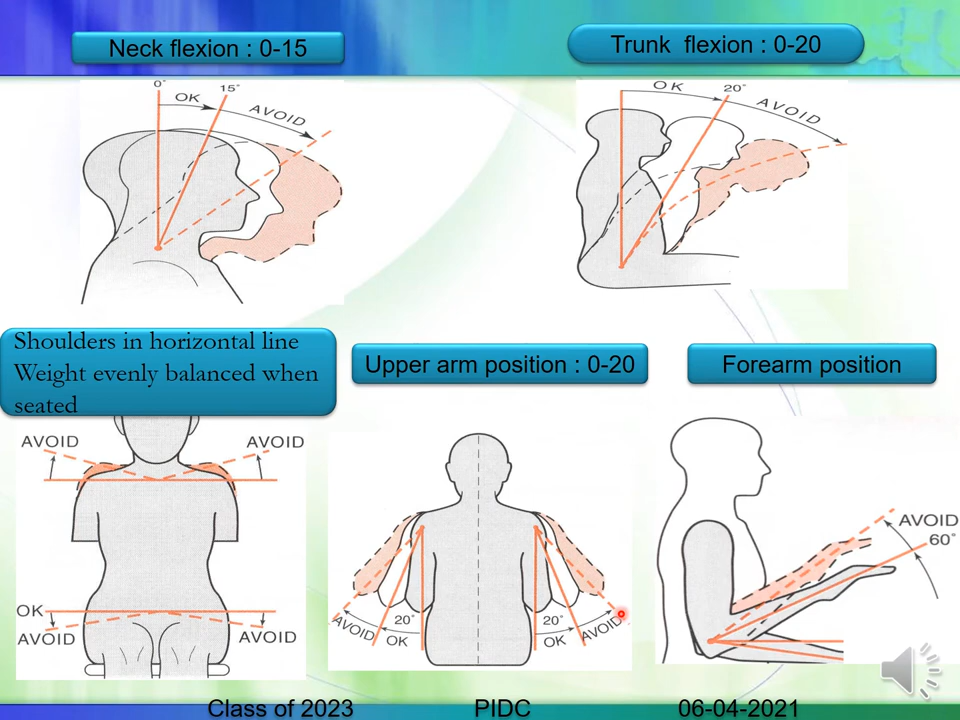 Neck flexion : 0-15
Trunk flexion : 0-20
0°
15°
OK
AVOID
OK
20°
AVOID
Shoulders in horizontal line
Weight evenly balanced when
seated
Upper arm position : 0-20
Forearm position
AVOID
AVOID
OK
AVOID
AVOID
20°
AVOID
OK
20°
OK
AVOID
AVOID
60°
Class of 2023
PIDC
06-04-2021